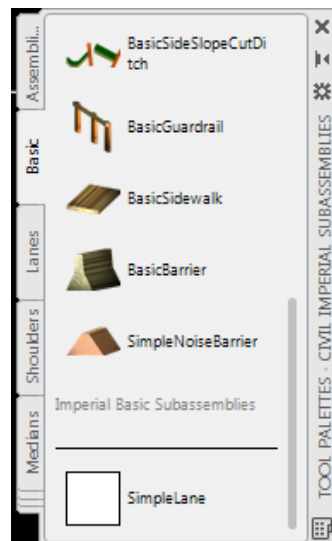 Assembli...
Basic
Lanes
Shoulders
Medians
BasicSideSlopeCutDi
tch
BasicGuardrail
BasicSidewalk
BasicBarrier
SimpleNoiseBarrier
Imperial Basic Subassemblies
SimpleLane
TOOL PALETTES - CIVIL IMPERIAL SUBASSEMBLIES